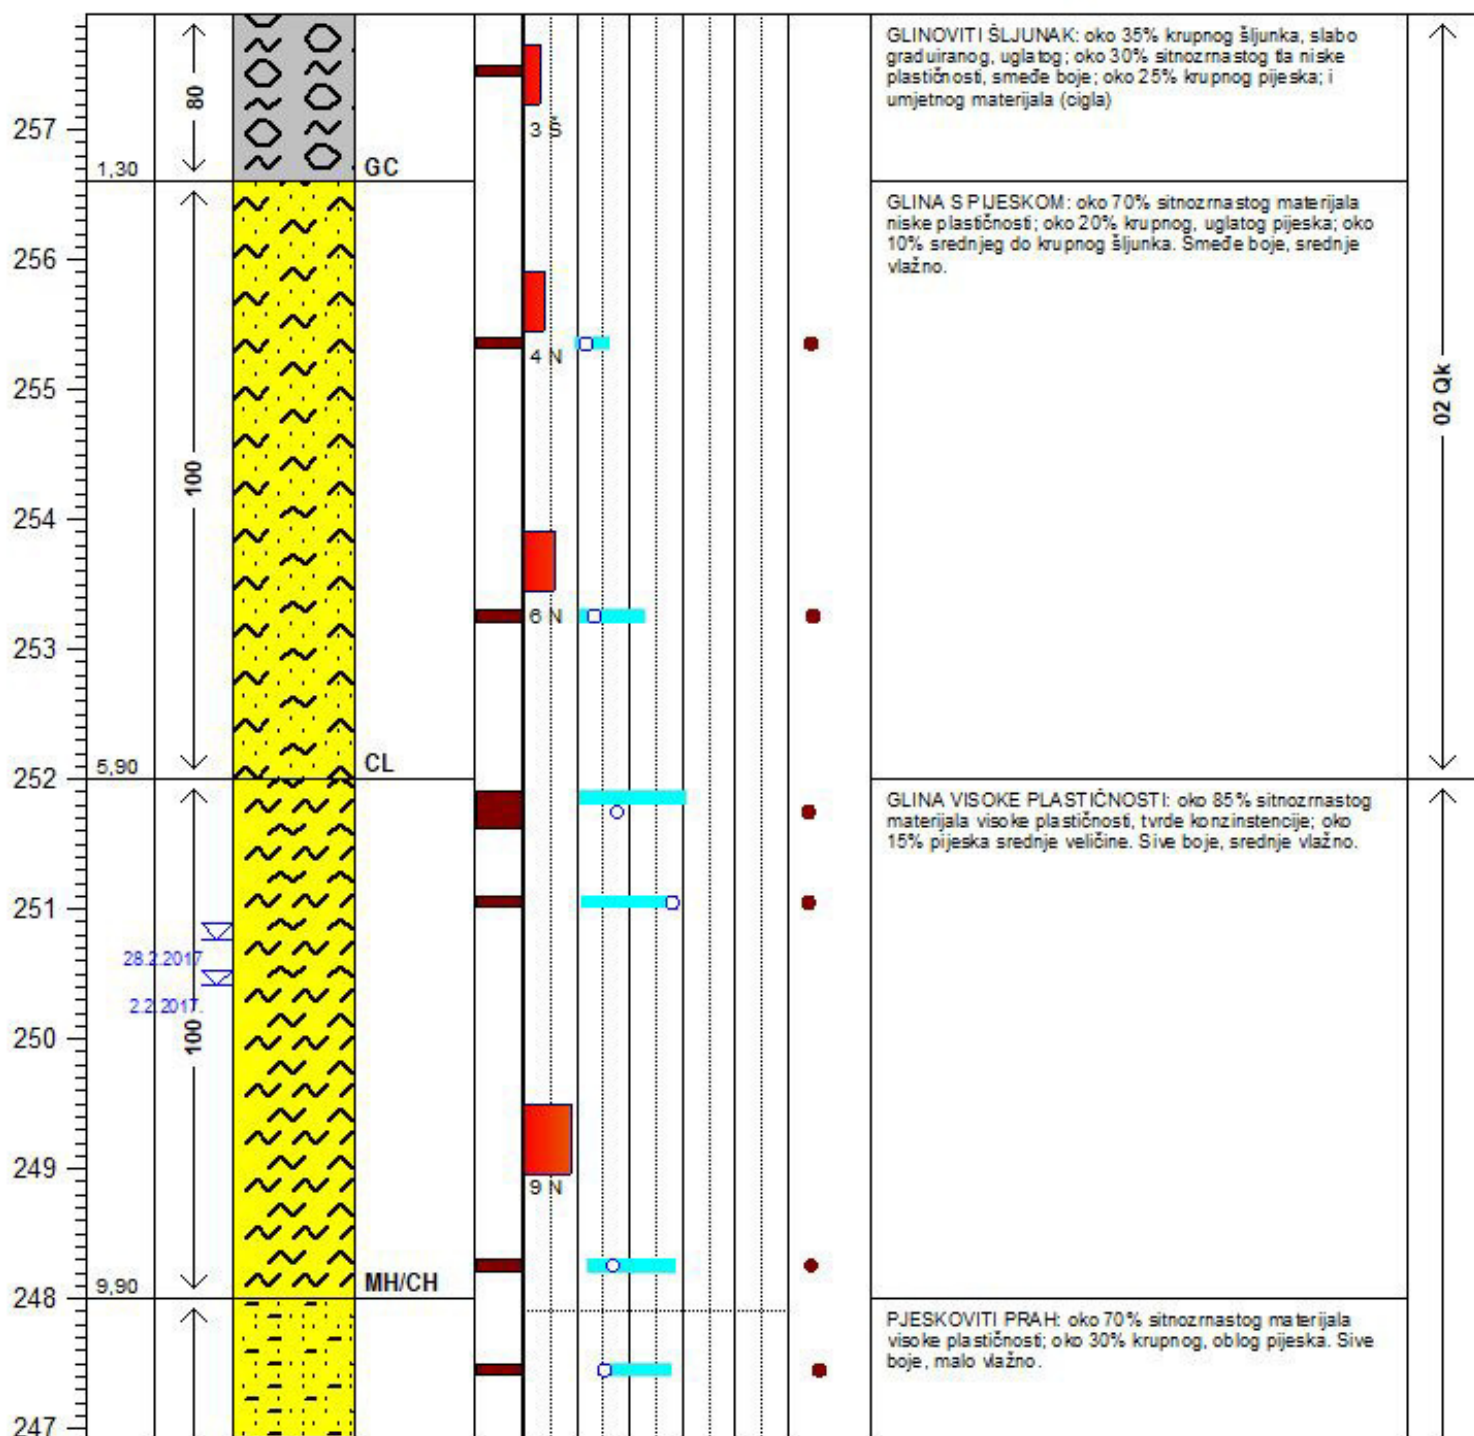 GLINOVITI ŠLJUNAK: oko 35% krupnog šljunka, slabo
graduiranog, uglatog; oko 30% sitnozrnastog tla niske
plastičnosti, smeđe boje; oko 25% krupnog pijeska; i
umjetnog materijala (cigla)
80
257
3 Š
1,30
GC
GLINA S PIJESKOM: oko 70% sitnozrnastog materijala
niske plastičnosti; oko 20% krupnog, uglatog pijeska; oko
10% srednjeg do krupnog šljunka. Smeđe boje, srednje
vlažno.
256
4 N
255
02 Qk
100
254
6 N
253
5,90
CL
252
GLINA VISOKE PLASTIČNOSTI: oko 85% sitnozrnastog
materijala visoke plastičnosti, tvrde konzinstencije; oko
15% pijeska srednje veličine. Sive boje, srednje vlažno.
251
28.2.2017
2.2.2017.
100
250
249
9 N
9,90
MH/CH
248
PJESKOVITI PRAH: oko 70% sitnozrnastog materijala
visoke plastičnosti; oko 30% krupnog, oblog pijeska. Sive
boje, malo vlažno.
247